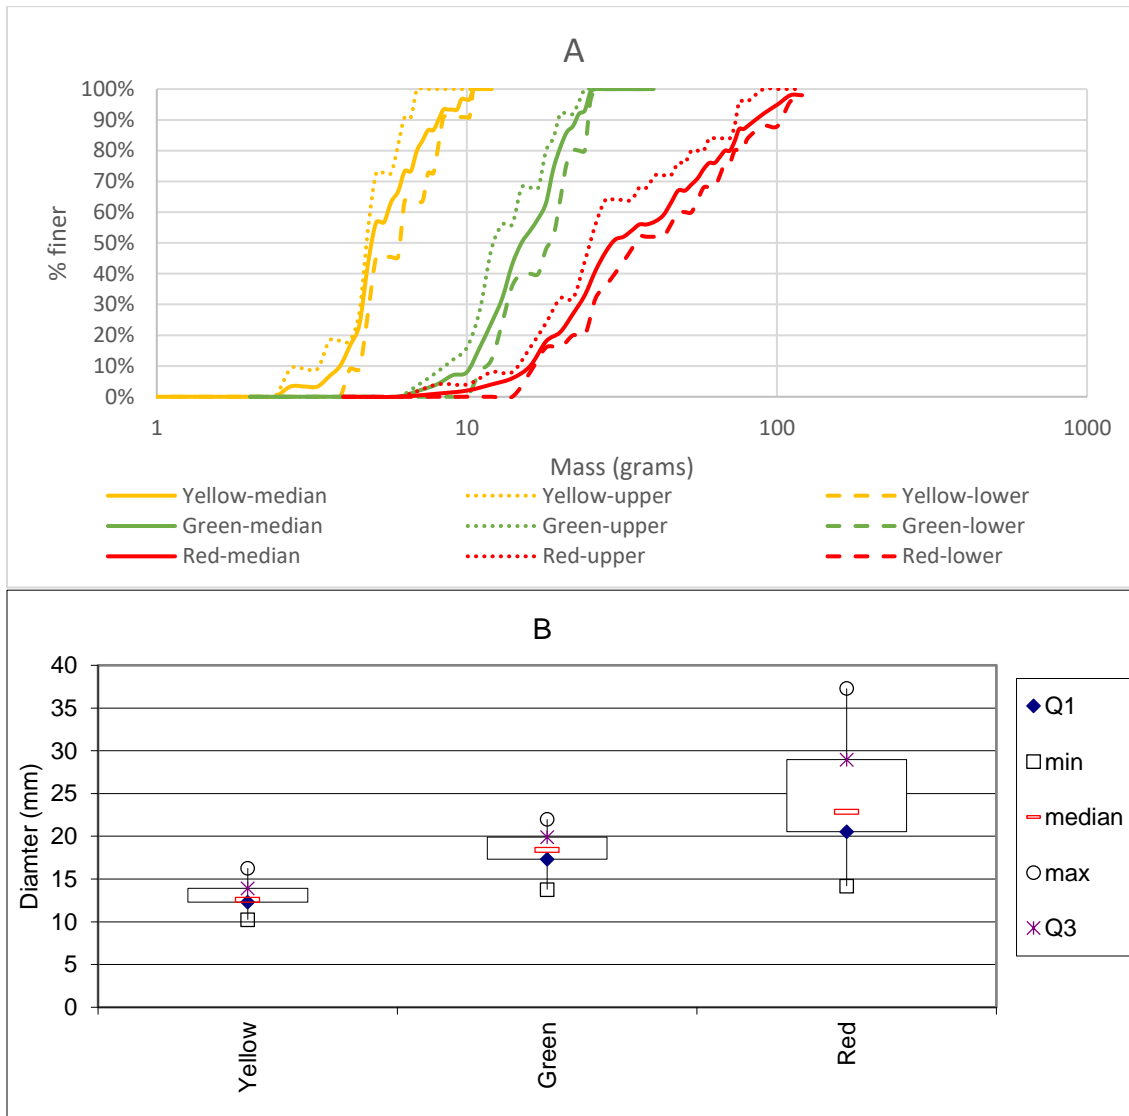 A
100%
90%
80%
70%
60%
50%
40%
30%
20%
10%
0%
% finer
1 10 100 1000
Mass (grams)
Yellow-median Yellow-upper Yellow-lower
Green-median Green-upper Green-lower
Red-median Red-upper Red-lower
B
40
35
30
25
20
15
10
5
0
Diamter (mm)
Yellow Green Red
Q1
min
median
max
Q3